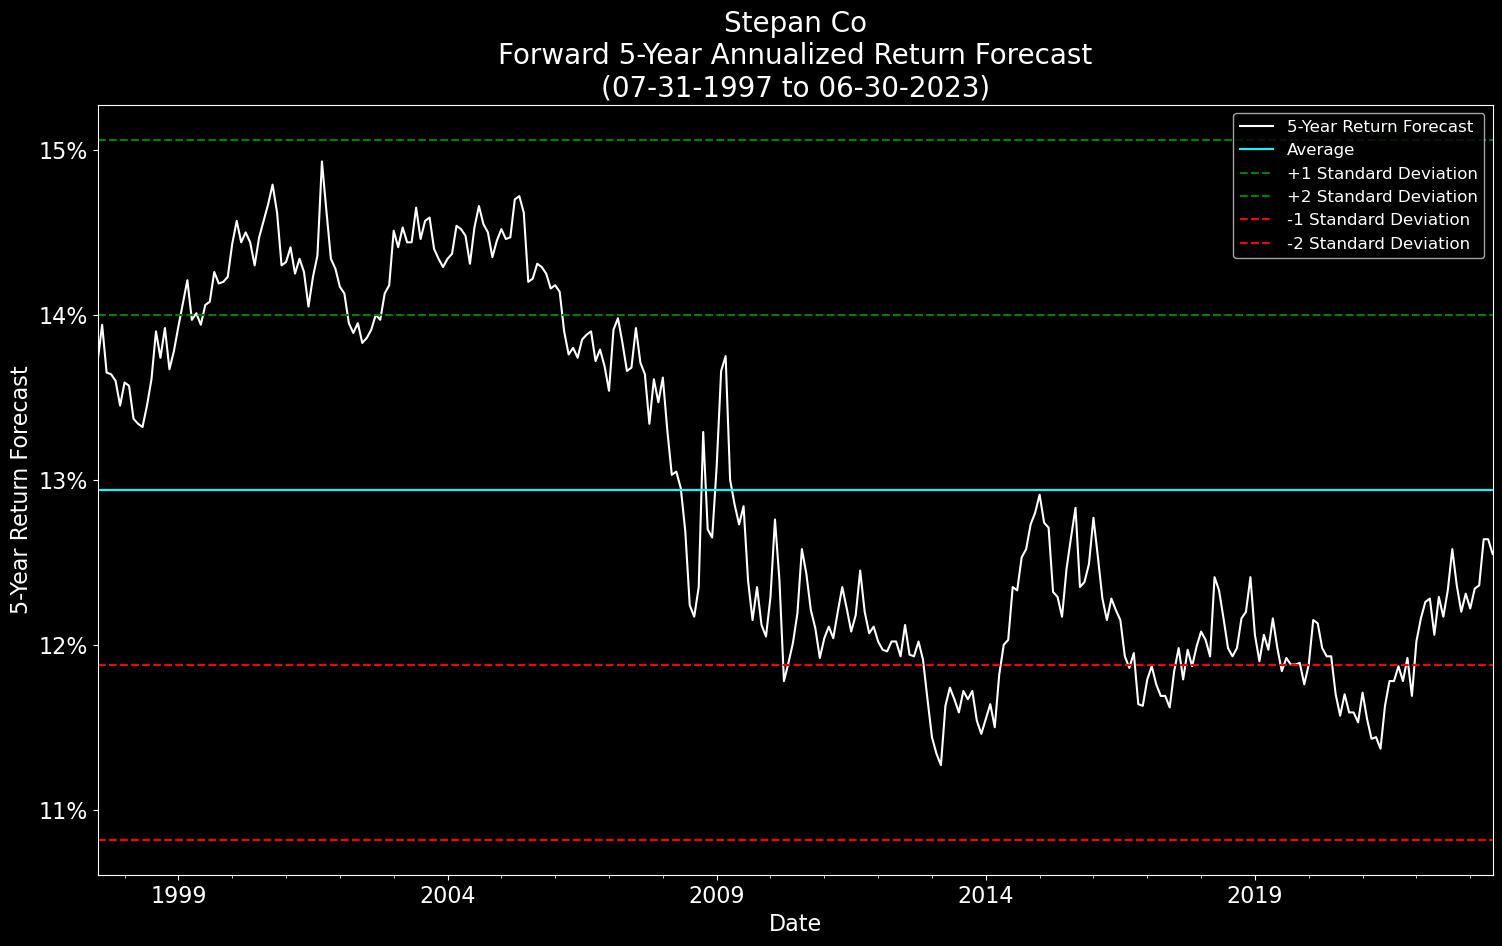 Stepan Co
Forward 5-Year Annualized Return Forecast
(07-31-1997 to 06-30-2023)
5-Year Return Forecast
Average
+1 Standard Deviation
+2 Standard Deviation
-1 Standard Deviation
-2 Standard Deviation
15%
14%
13%
12%
11%
5-Year Return Forecast
1999
2004
2009
2014
2019
Date